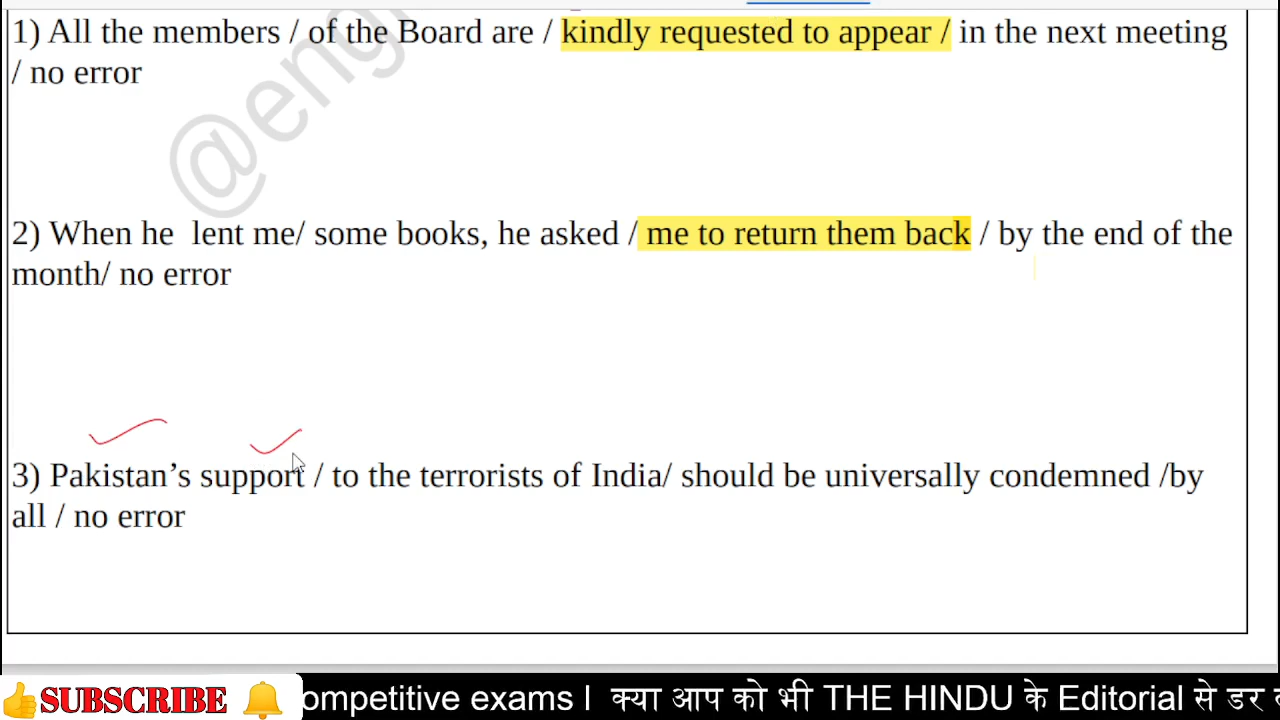 1) All the members / of the Board are / kindly requested to appear / in the next meeting
/ no error
@eng
2) When he lent me/ some books, he asked / me to return them back / by the end of the
month/ no error
3) Pakistan’s support / to the terrorists of India/ should be universally condemned /by
all / no error
SUBSCRIBE ompetitive exams l क्या आप को भी THE HINDU के Editorial से डर